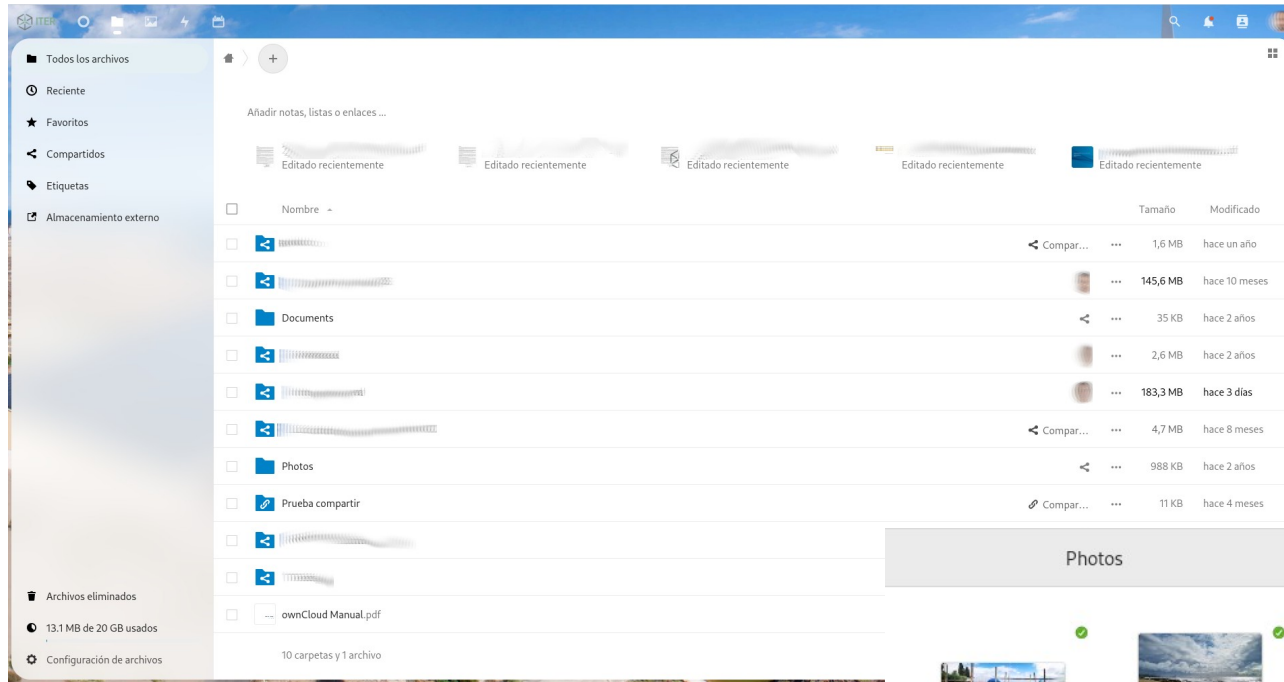 ITER
Todos los archivos
Reciente
Favoritos
Compartidos
Etiquetas
Almacenamiento externo
Archivos eliminados
13.1 MB de 20 GB usados
Configuración de archivos
Añadir notas, listas o enlaces ...
Editado recientemente
Editado recientemente
Editado recientemente
Editado recientemente
Editado recientemente
Nombre Tamaño Modificado
Compar... 1,6 MB hace un año
145,6 MB hace 10 meses
Documents 35 KB hace 2 años
2,6 MB hace 2 años
183,3 MB hace 3 días
Compar... 4,7 MB hace 8 meses
Photos 988 KB hace 2 años
Prueba compartir Compar... 11 KB hace 4 meses
ownCloud Manual.pdf
10 carpetas y 1 archivo
Photos